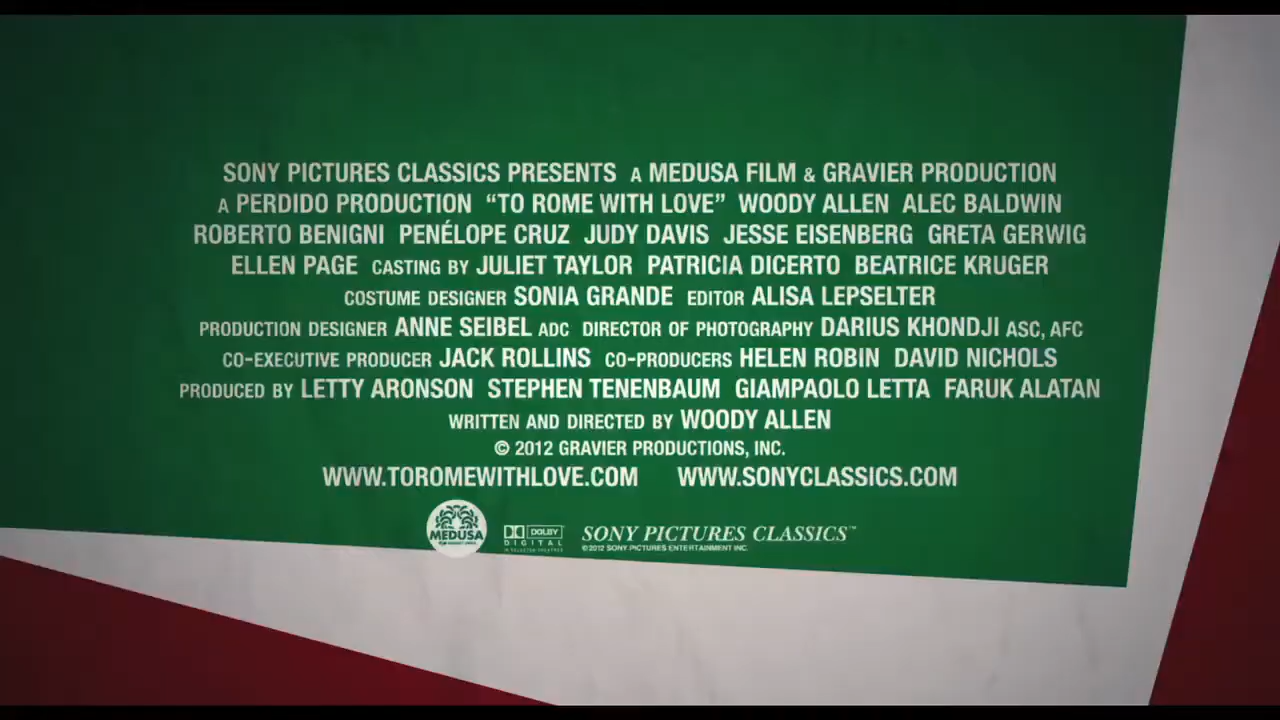 SONY PICTURES CLASSICS PRESENTS A MEDUSA FILM & GRAVIER PRODUCTION
A PERDIDO PRODUCTION “TO ROME WITH LOVE” WOODY ALLEN ALEC BALDWIN
ROBERTO BENIGNI PENÉLOPE CRUZ JUDY DAVIS JESSE EISENBERG GRETA GERWIG
ELLEN PAGE CASTING BY JULIET TAYLOR PATRICIA DICERTO BEATRICE KRUGER
COSTUME DESIGNER SONIA GRANDE EDITOR ALISA LEPSELTER
PRODUCTION DESIGNER ANNE SEIBEL ADC DIRECTOR OF PHOTOGRAPHY DARIUS KHONDJI ASC, AFC
CO-EXECUTIVE PRODUCER JACK ROLLINS CO-PRODUCERS HELEN ROBIN DAVID NICHOLS
PRODUCED BY LETTY ARONSON STEPHEN TENENBAUM GIAMPAOLO LETTA FARUK ALATAN
WRITTEN AND DIRECTED BY WOODY ALLEN
© 2012 GRAVIER PRODUCTIONS, INC.
WWW.TOROMEWITHLOVE.COM WWW.SONYCLASSICS.COM
MEDUSA
DOLBY
DIGITAL
IN SELECTED THEATRES
SONY PICTURES CLASSICS™
©2012 SONY PICTURES ENTERTAINMENT INC.